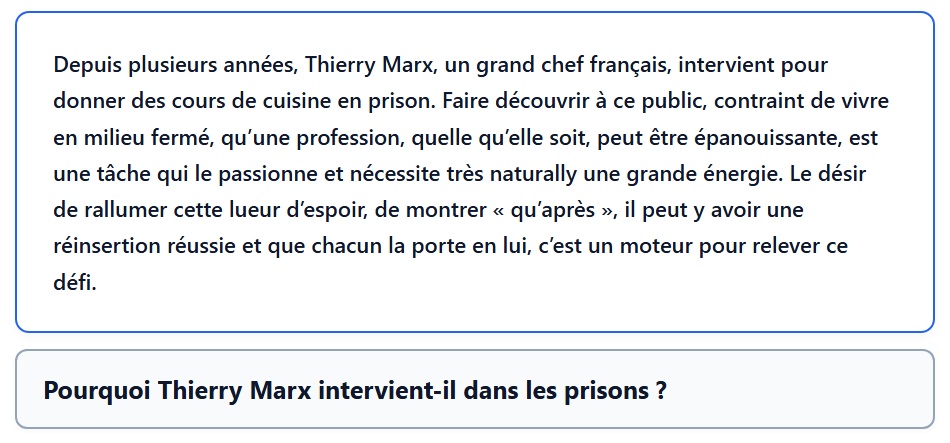 Depuis plusieurs années, Thierry Marx, un grand chef français, intervient pour
donner des cours de cuisine en prison. Faire découvrir à ce public, contraint de vivre
en milieu fermé, qu’une profession, quelle qu’elle soit, peut être épanouissante, est
une tâche qui le passionne et nécessite très naturally une grande énergie. Le désir
de rallumer cette lueur d’espoir, de montrer « qu’après », il peut y avoir une
réinsertion réussie et que chacun la porte en lui, c’est un moteur pour relever ce
défi.
Pourquoi Thierry Marx intervient-il dans les prisons ?